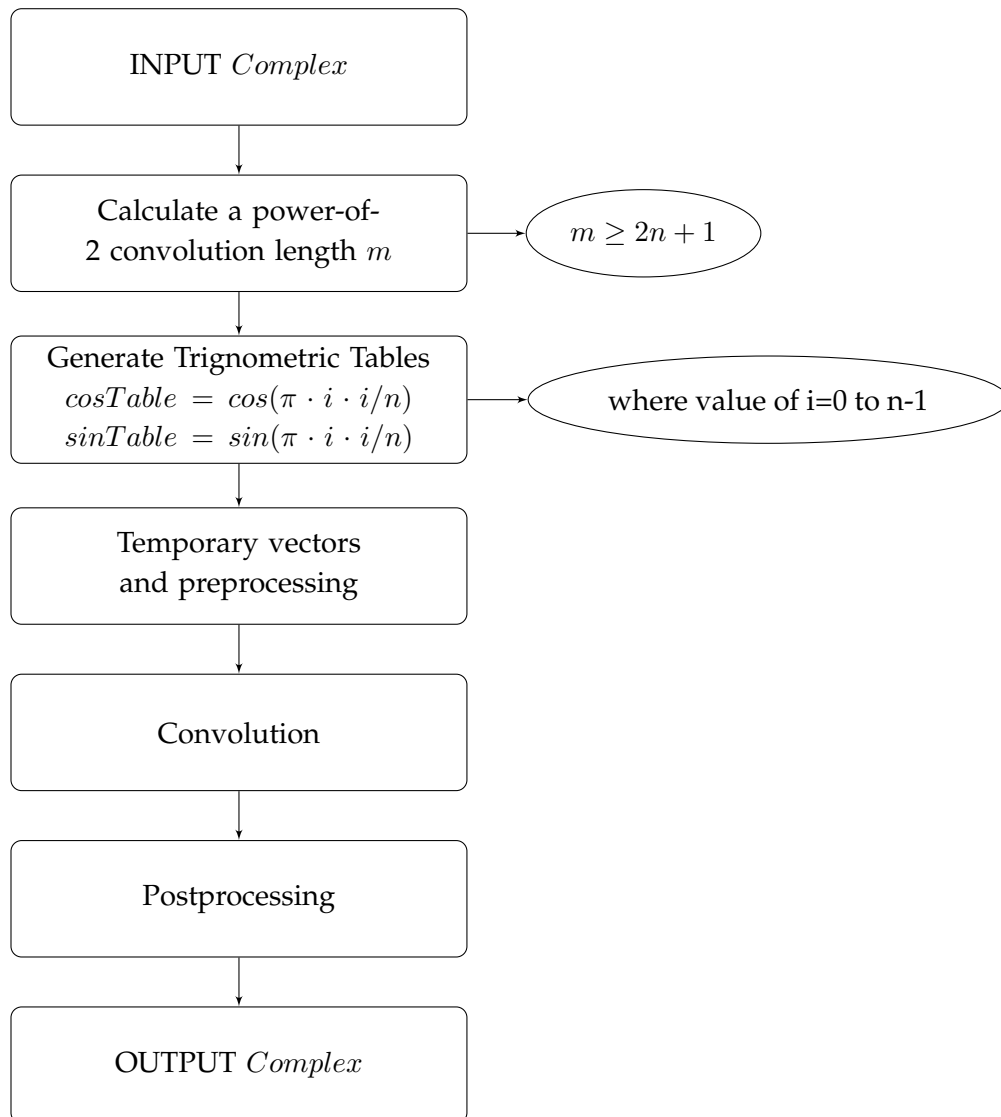 INPUT Complex
Calculate a power-of-
2 convolution length m
m ≥ 2n + 1
Generate Trignometric Tables
cosTable = cos(π · i · i/n)
sinTable = sin(π · i · i/n)
where value of i=0 to n-1
Temporary vectors
and preprocessing
Convolution
Postprocessing
OUTPUT Complex